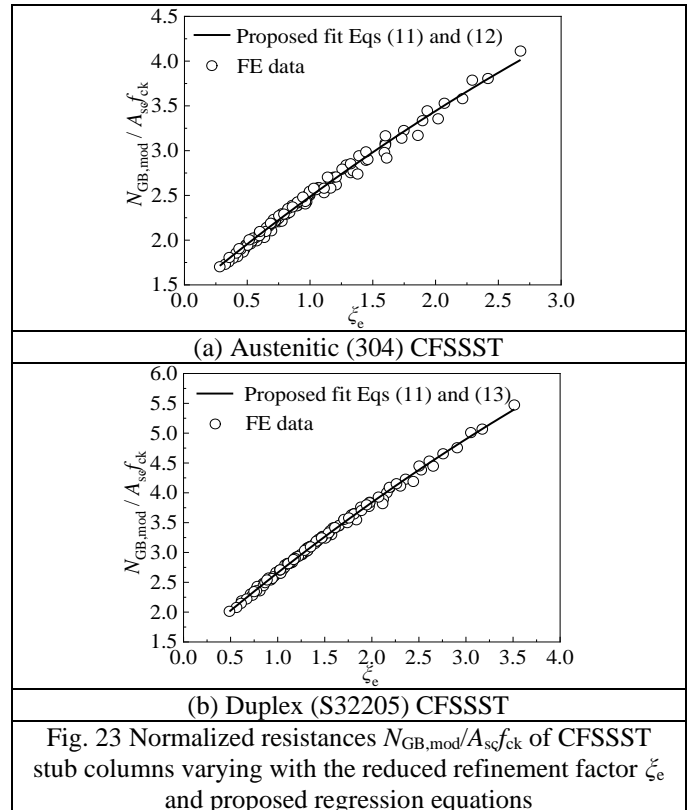 Proposed fit Eqs (11) and (12)
FE data
4.0
3.5
3.0
2.5
2.0
1.5
N_GB,mod / A_sc f_ck
0.0 0.5 1.0 1.5 2.0 2.5 3.0
ξ_e
(a) Austenitic (304) CFSSST
6.0
Proposed fit Eqs (11) and (13)
5.5
FE data
5.0
4.5
4.0
3.5
3.0
2.5
2.0
1.5
N_GB,mod / A_sc f_ck
0.0 0.5 1.0 1.5 2.0 2.5 3.0 3.5 4.0
ξ_e
(b) Duplex (S32205) CFSSST
Fig. 23 Normalized resistances N_GB,mod/A_sc f_ck of CFSSST
stub columns varying with the reduced refinement factor ξ_e
and proposed regression equations